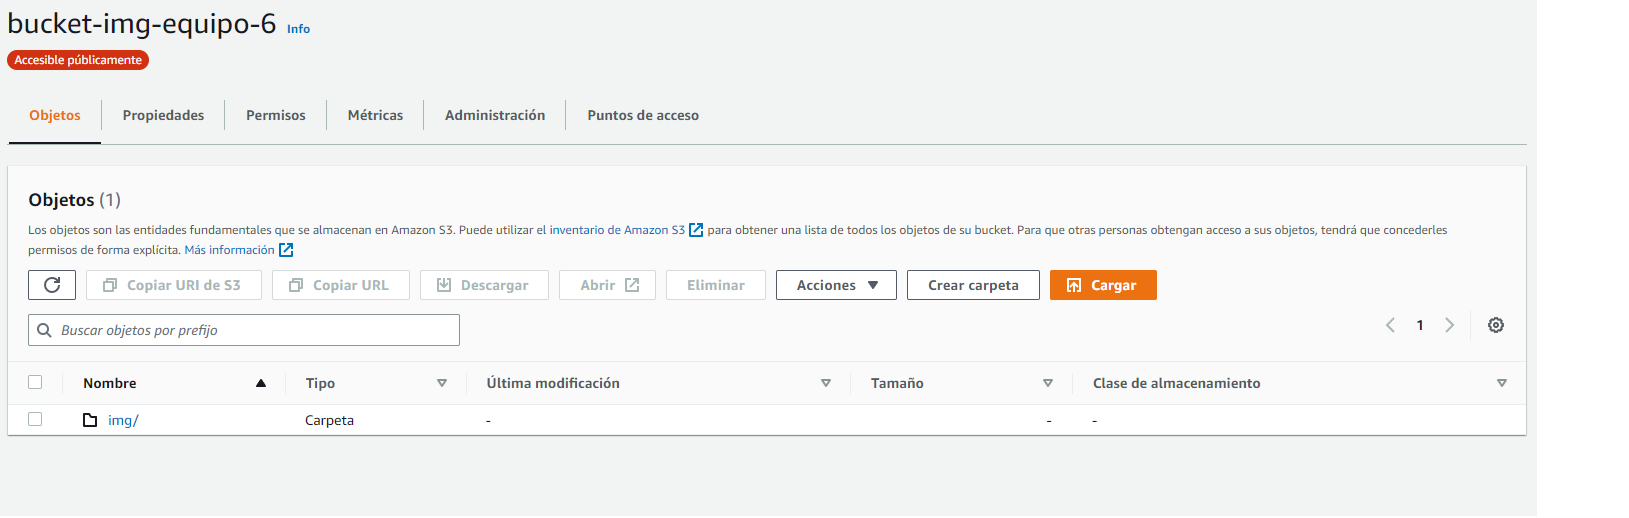 bucket-img-equipo-6 Info
Accesible públicamente
Objetos Propiedades Permisos Métricas Administración Puntos de acceso
Objetos (1)
Los objetos son las entidades fundamentales que se almacenan en Amazon S3. Puede utilizar el inventario de Amazon S3 para obtener una lista de todos los objetos de su bucket. Para que otras personas obtengan acceso a sus objetos, tendrá que concederles
permisos de forma explícita. Más información
Copiar URI de S3 Copiar URL Descargar Abrir Eliminar Acciones Crear carpeta Cargar
Buscar objetos por prefijo 1
Nombre Tipo Última modificación Tamaño Clase de almacenamiento
img/ Carpeta - - -